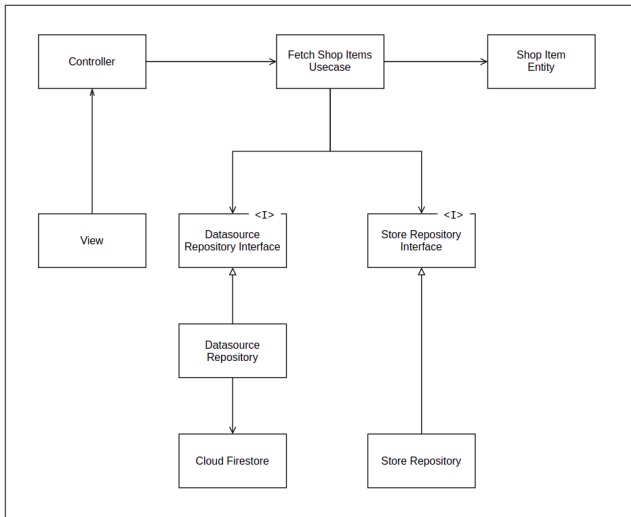 Controller
Fetch Shop Items
Usecase
Shop Item
Entity
View
<I>
Datasource
Repository Interface
<I>
Store Repository
Interface
Datasource
Repository
Cloud Firestore
Store Repository